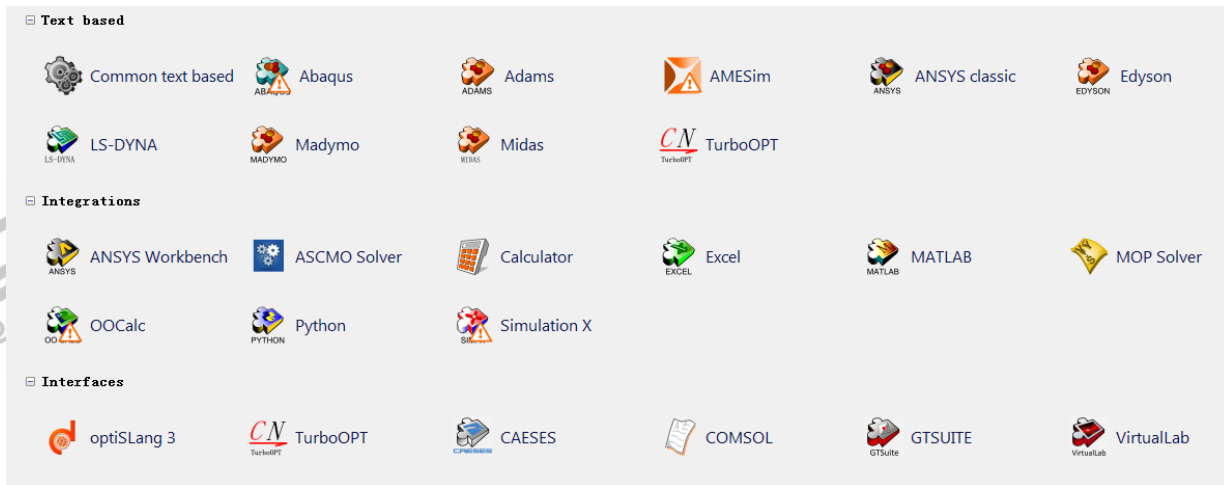 Text based
Common text based Abaqus Adams AMESim ANSYS classic Edyson
ABAQUS ADAMS ANSYS EDYSON
LS-DYNA Madymo Midas TurboOPT
LS-DYNA MADYMO MIDAS CN TurboOPT
Integrations
ANSYS Workbench ASCMO Solver Calculator Excel MATLAB MOP Solver
ANSYS EXCEL MATLAB
OOCalc Python Simulation X
PYTHON
Interfaces
optiSLang 3 TurboOPT CAESES COMSOL GTSUITE VirtualLab
CN TurboOPT CAESES GTSuite VirtualLab